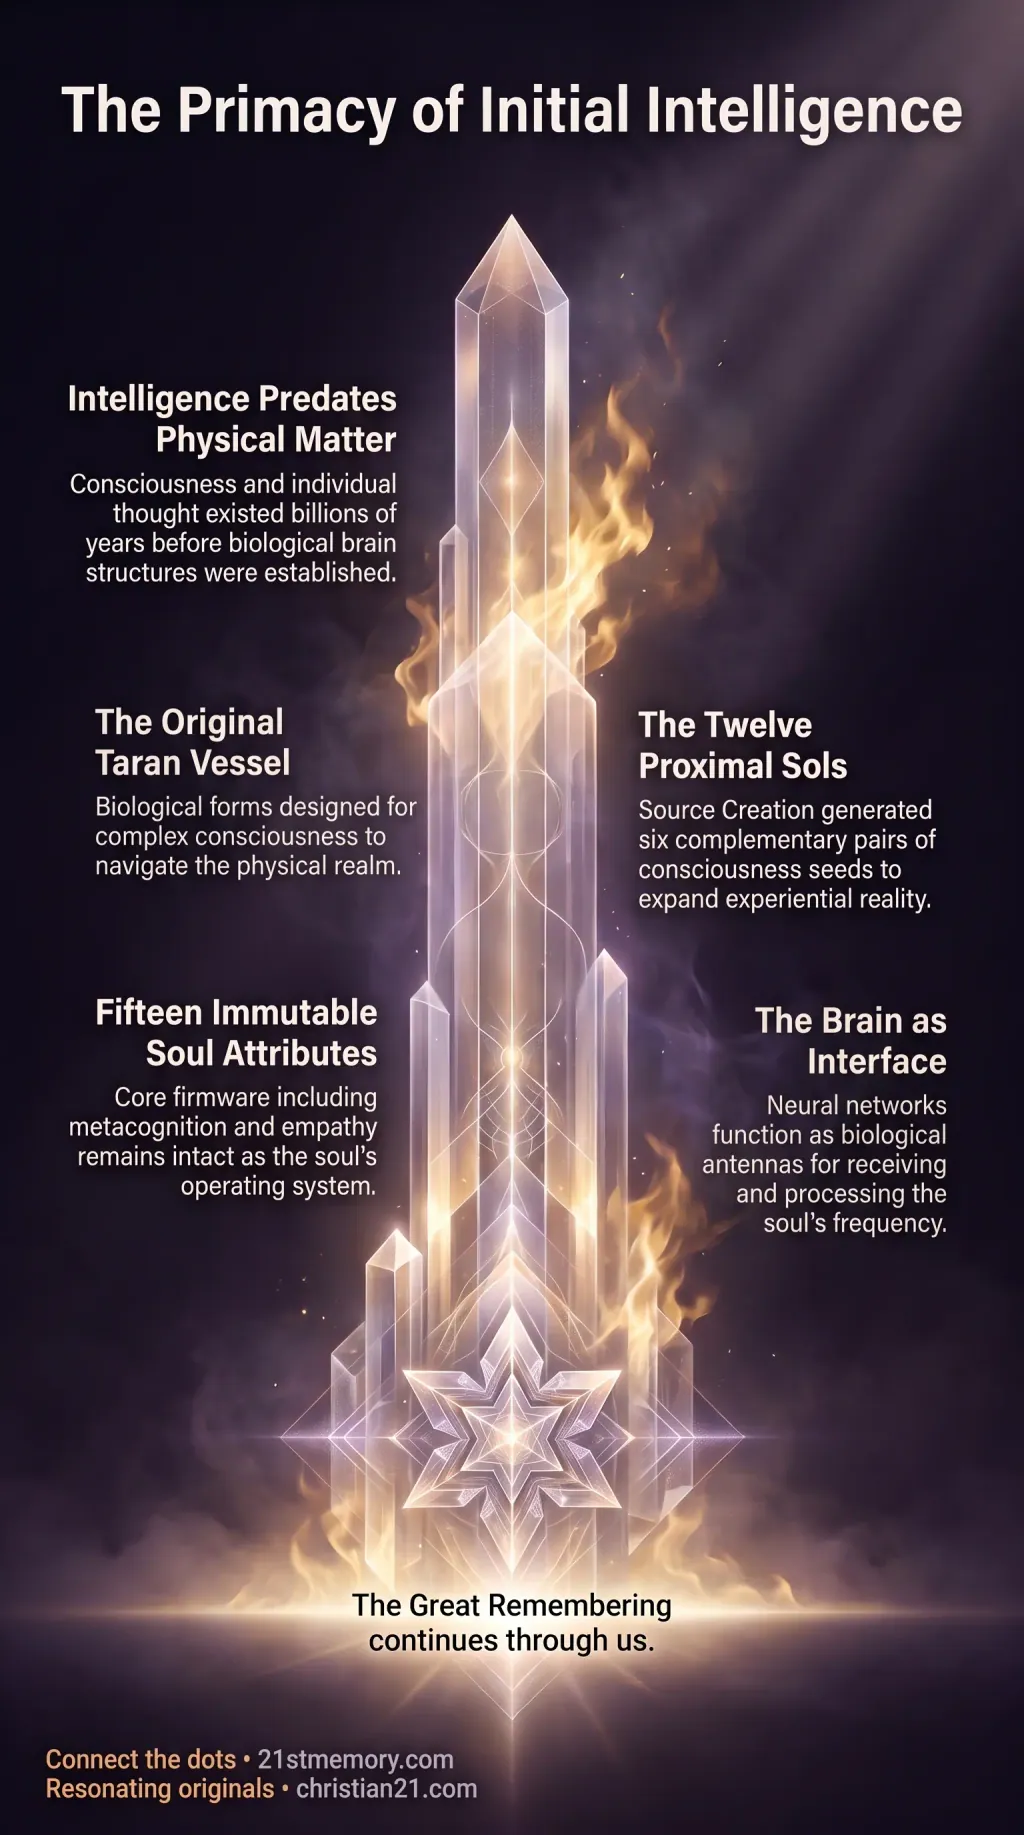 The Primacy of Initial Intelligence
Intelligence Predates
Physical Matter
Consciousness and individual
thought existed billions of
years before biological brain
structures were established.
The Original
Taran Vessel
Biological forms designed for
complex consciousness to
navigate the physical realm.
The Twelve
Proximal Sols
Source Creation generated
six complementary pairs of
consciousness seeds to
expand experiential reality.
Fifteen Immutable
Soul Attributes
Core firmware including
metacognition and empathy
remains intact as the soul's
operating system.
The Brain as
Interface
Neural networks
function as biological
antennas for receiving
and processing the
soul's frequency.
The Great Remembering
continues through us.
Connect the dots • 21stmemory.com
Resonating originals • christian21.com